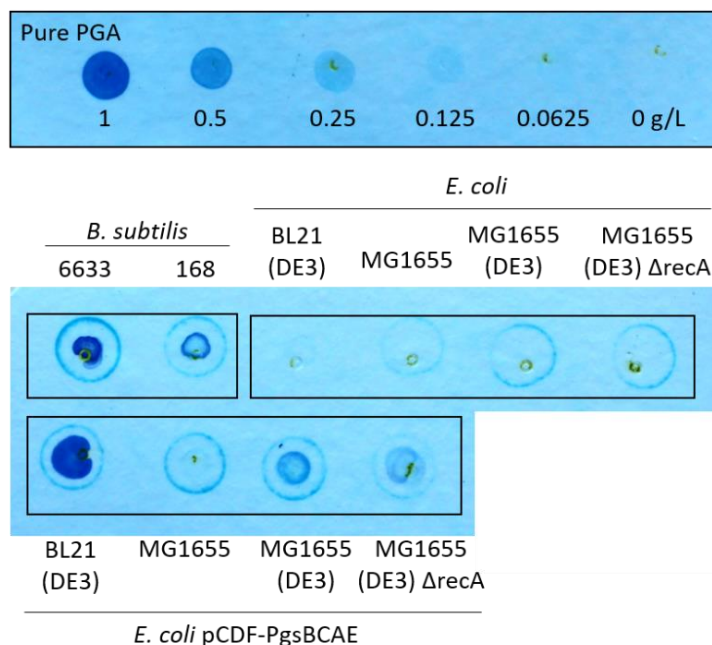 Pure PGA
1 0.5 0.25 0.125 0.0625 0 g/L
E. coli
B. subtilis
6633 168
BL21 (DE3)
MG1655
MG1655 (DE3)
MG1655 (DE3) ΔrecA
BL21 (DE3)
MG1655
MG1655 (DE3)
MG1655 (DE3) ΔrecA
E. coli pCDF-PgsBCAE